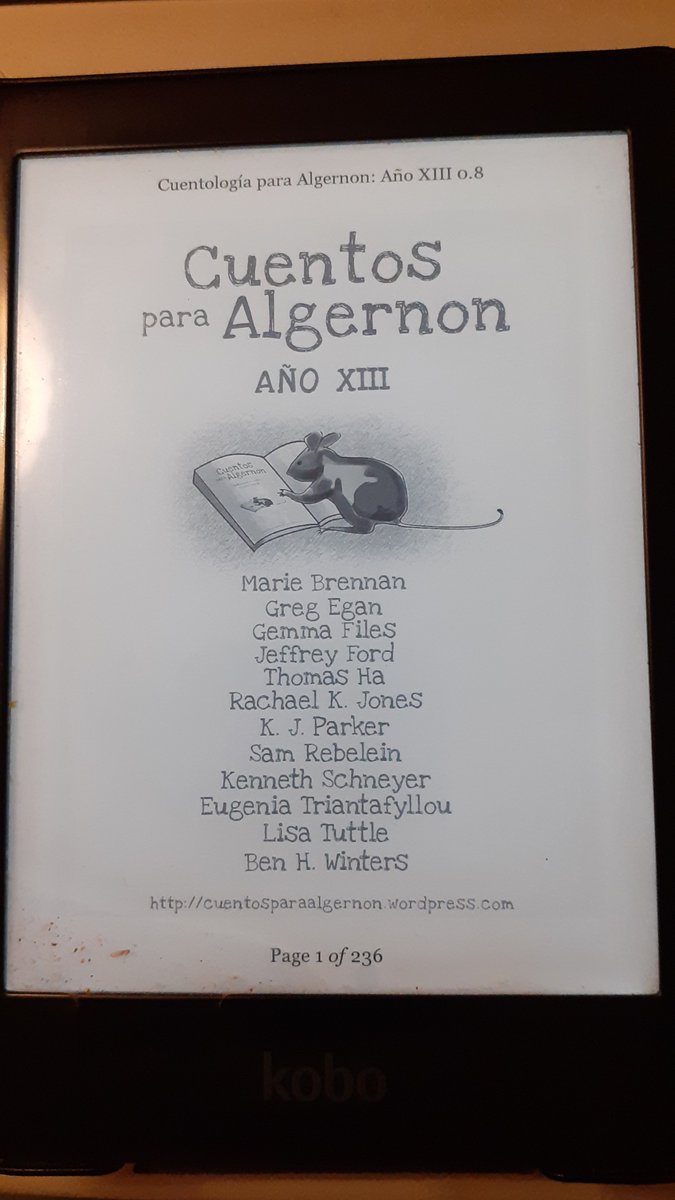 Cuentología para Algernon: Año XIII 0.8
Cuentos
para Algernon
AÑO XIII
Cuentos
Algernon
Marie Brennan
Greg Egan
Gemma Files
Jeffrey Ford
Thomas Ha
Rachael K. Jones
K. J. Parker
Sam Rebelein
Kenneth Schneyer
Eugenia Triantafyllou
Lisa Tuttle
Ben H. Winters
http://cuentosparaalgernon.wordpress.com
Page 1 of 236
kobo